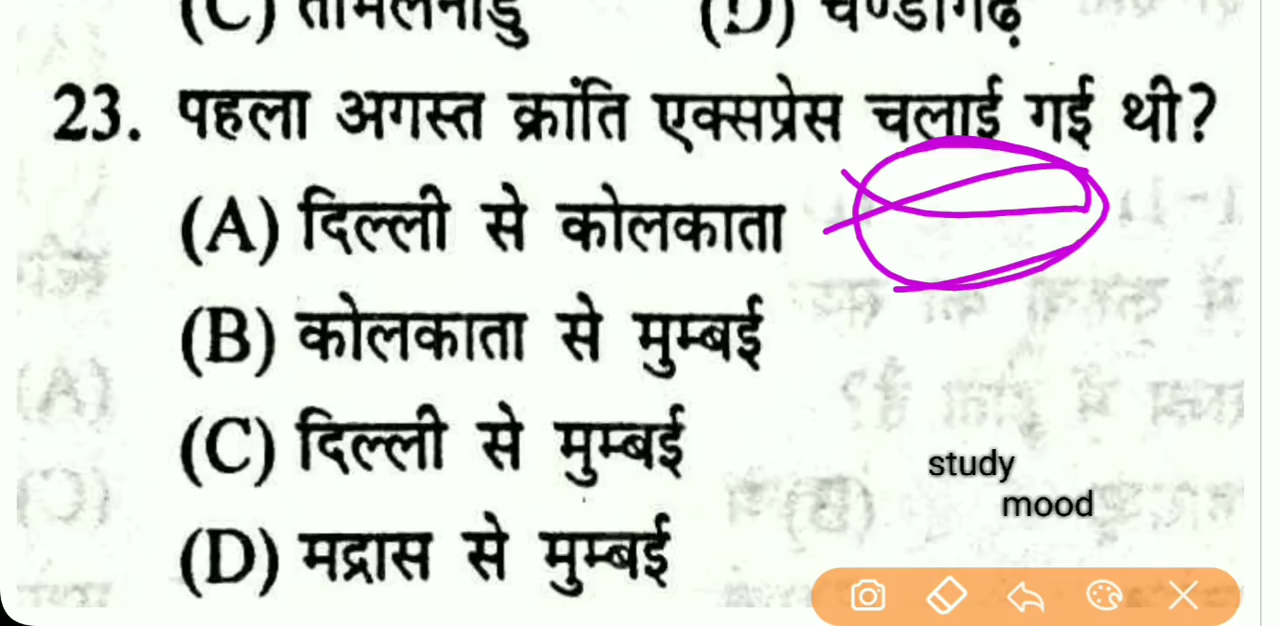 (C) तामिलनाडु (D) चण्डीगढ़
23. पहला अगस्त क्रांति एक्सप्रेस चलाई गई थी?
(A) दिल्ली से कोलकाता
(B) कोलकाता से मुम्बई
(C) दिल्ली से मुम्बई
(D) मद्रास से मुम्बई
study
mood